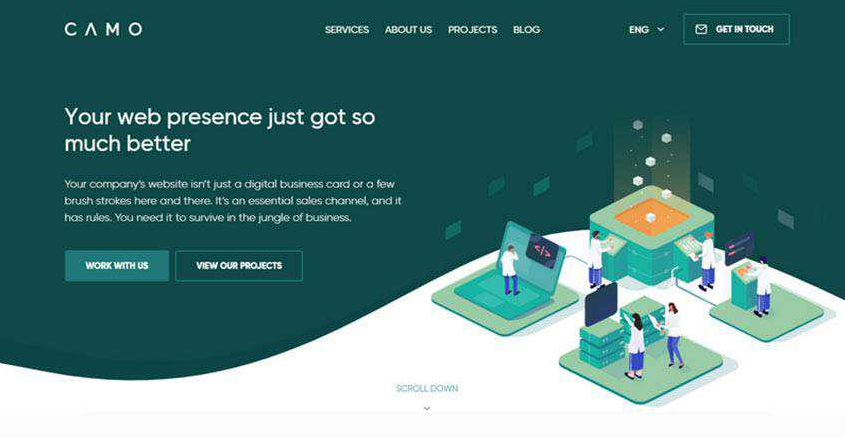 CAMO
SERVICES ABOUT US PROJECTS BLOG ENG GET IN TOUCH
Your web presence just got so
much better
Your company's website isn't just a digital business card or a few
brush strokes here and there. It's an essential sales channel, and it
has rules. You need it to survive in the jungle of business.
WORK WITH US VIEW OUR PROJECTS
</>
SCROLL DOWN